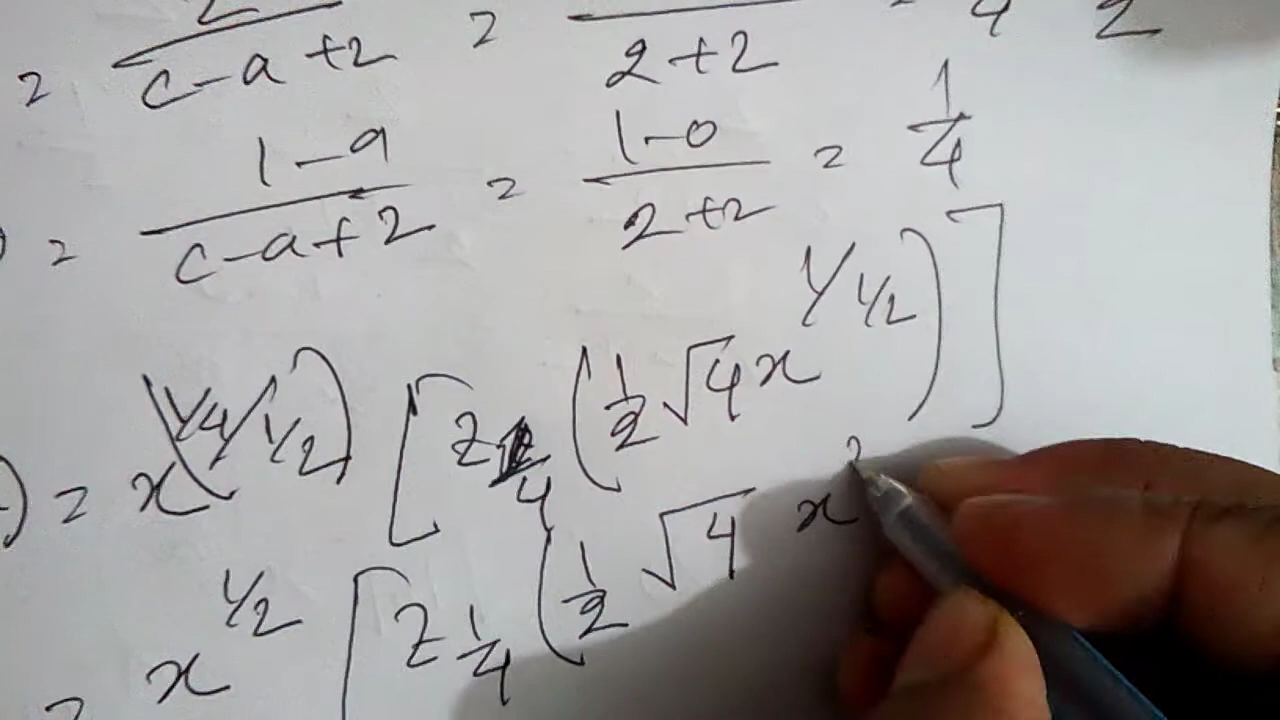 = 2/(c-a+2) = /(2+2) = 4 2
) = (1-a)/(c-a+2) = (1-0)/(2+2) = 1/4
) = x^((1/4)/(1/2)) [Z_{1/4} (1/2 √4 x^{1/(1/2)})]
= x^{1/2} [Z_{1/4} (1/2 √4 x^2